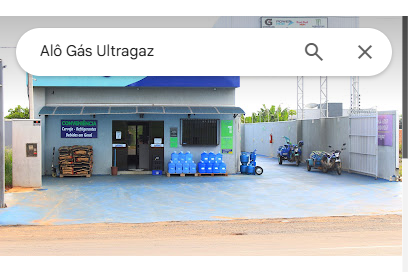 Alô Gás Ultragaz
CONVENIÊNCIA
Cerveja - Refrigerantes
Bebidas em Geral